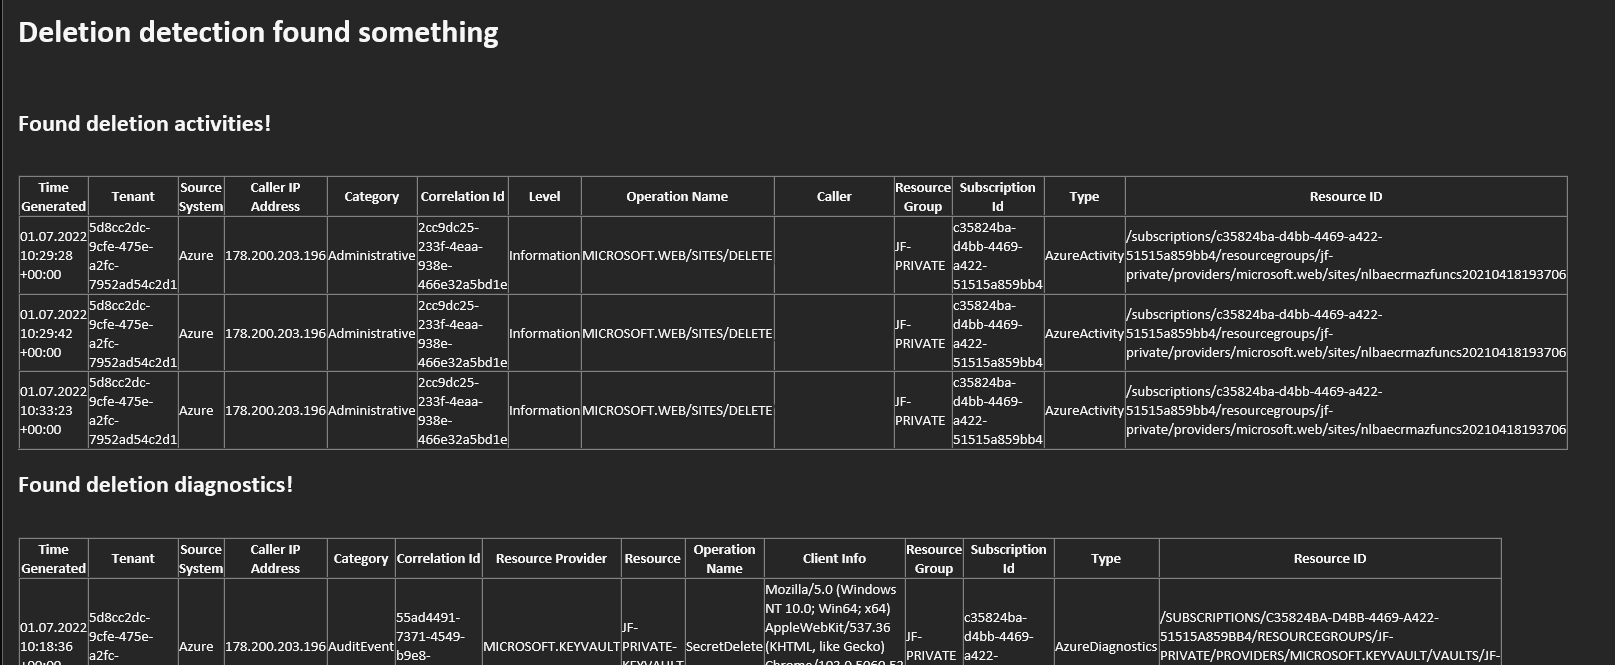 Deletion detection found something
Found deletion activities!
Time Generated Tenant Source System Caller IP Address Category Correlation Id Level Operation Name Caller Resource Group Subscription Id Type Resource ID
01.07.2022 10:29:28 +00:00 5d8cc2dc-9cfe-475e-a2fc-7952ad54c2d1 Azure 178.200.203.196 Administrative 2cc9dc25-233f-4eaa-938e-466e32a5bd1e Information MICROSOFT.WEB/SITES/DELETE JF-PRIVATE c35824ba-d4bb-4469-a422-51515a859bb4 AzureActivity /subscriptions/c35824ba-d4bb-4469-a422-51515a859bb4/resourcegroups/jf-private/providers/microsoft.web/sites/nlbaecrmazfuncs20210418193706
01.07.2022 10:29:42 +00:00 5d8cc2dc-9cfe-475e-a2fc-7952ad54c2d1 Azure 178.200.203.196 Administrative 2cc9dc25-233f-4eaa-938e-466e32a5bd1e Information MICROSOFT.WEB/SITES/DELETE JF-PRIVATE c35824ba-d4bb-4469-a422-51515a859bb4 AzureActivity /subscriptions/c35824ba-d4bb-4469-a422-51515a859bb4/resourcegroups/jf-private/providers/microsoft.web/sites/nlbaecrmazfuncs20210418193706
01.07.2022 10:33:23 +00:00 5d8cc2dc-9cfe-475e-a2fc-7952ad54c2d1 Azure 178.200.203.196 Administrative 2cc9dc25-233f-4eaa-938e-466e32a5bd1e Information MICROSOFT.WEB/SITES/DELETE JF-PRIVATE c35824ba-d4bb-4469-a422-51515a859bb4 AzureActivity /subscriptions/c35824ba-d4bb-4469-a422-51515a859bb4/resourcegroups/jf-private/providers/microsoft.web/sites/nlbaecrmazfuncs20210418193706
Found deletion diagnostics!
Time Generated Tenant Source System Caller IP Address Category Correlation Id Resource Provider Resource Operation Name Client Info Resource Group Subscription Id Type Resource ID
01.07.2022 10:18:36 5d8cc2dc-9cfe-475e-a2fc- Azure 178.200.203.196 AuditEvent 55ad4491-7371-4549-b9e8- MICROSOFT.KEYVAULT JF-PRIVATE- SecretDelete Mozilla/5.0 (Windows NT 10.0; Win64; x64) AppleWebKit/537.36 (KHTML, like Gecko) JF-PRIVATE c35824ba-d4bb-4469-a422- AzureDiagnostics /SUBSCRIPTIONS/C35824BA-D4BB-4469-A422-51515A859BB4/RESOURCEGROUPS/JF-PRIVATE/PROVIDERS/MICROSOFT.KEYVAULT/VAULTS/JF-